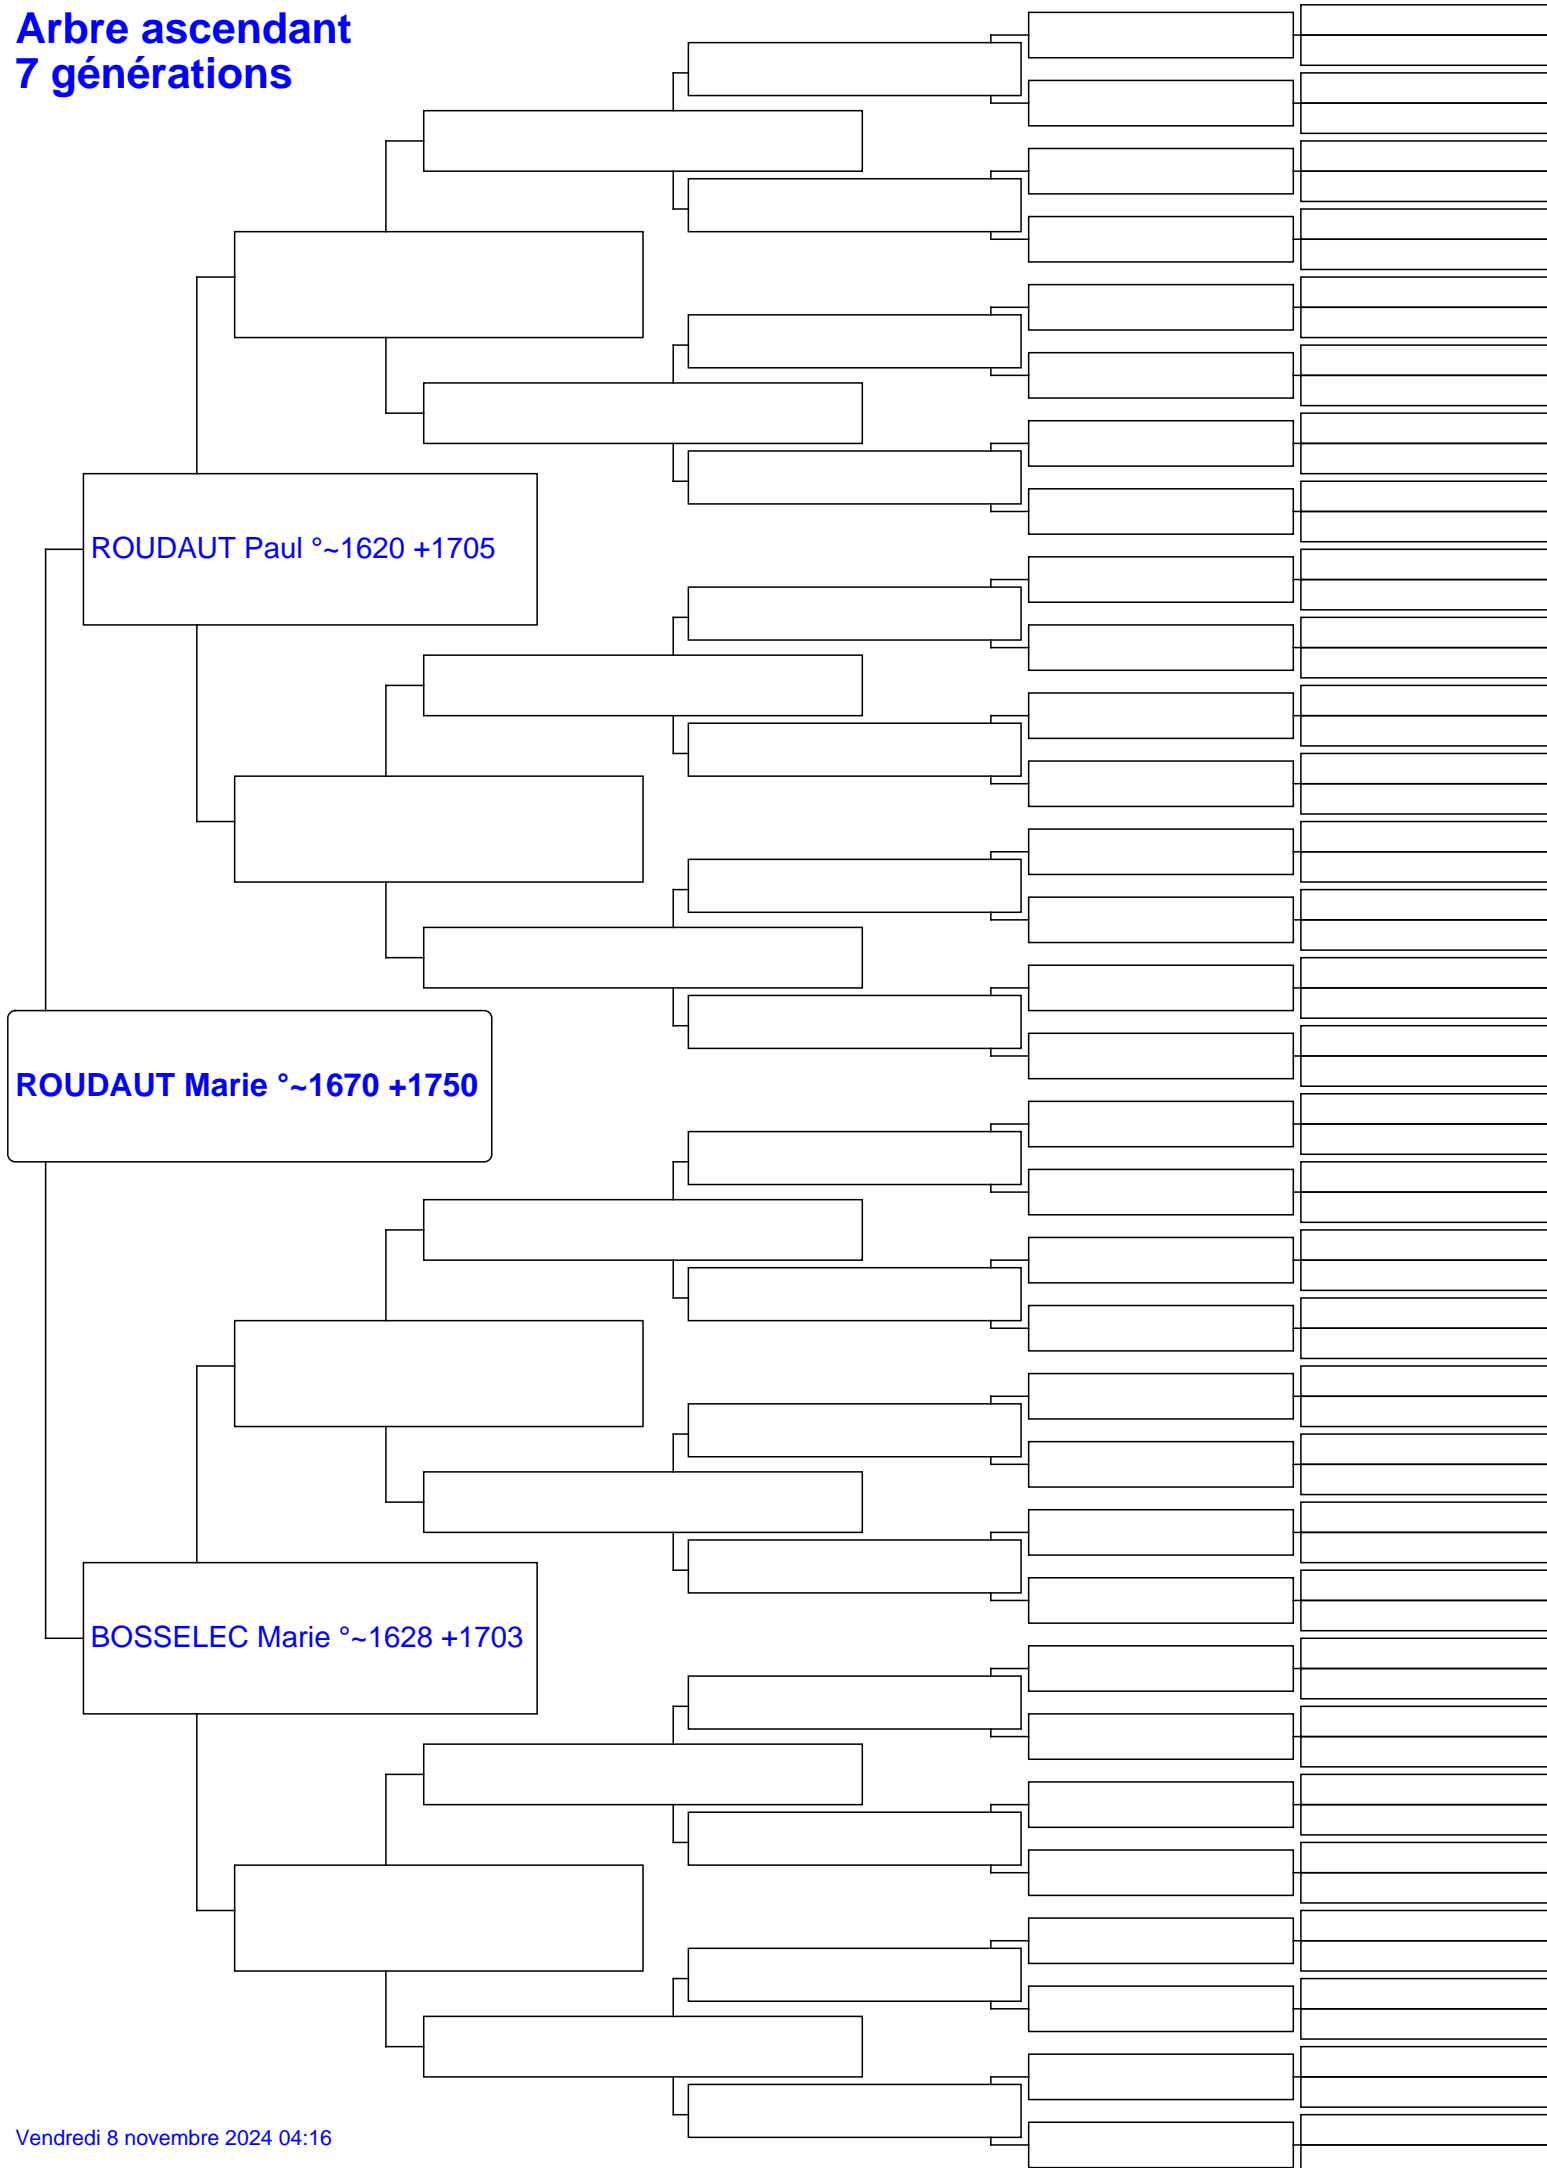 Arbre ascendant
7 générations
ROUDAUT Paul °~1620 +1705
ROUDAUT Marie °~1670 +1750
BOSSELEC Marie °~1628 +1703
Vendredi 8 novembre 2024 04:16